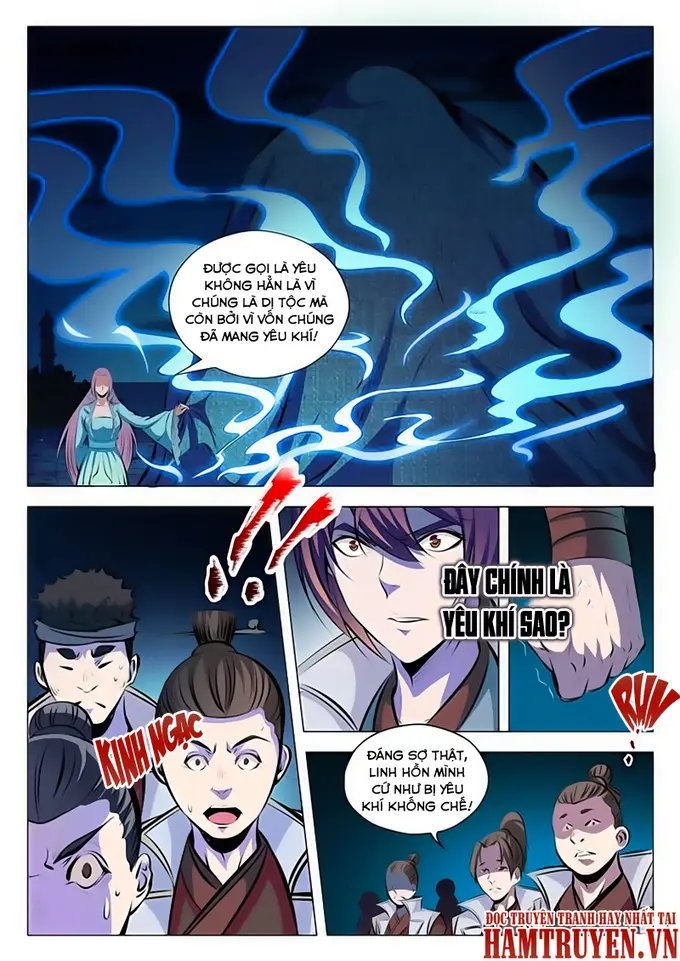 ĐƯỢC GỌI LÀ YÊU
KHÔNG HẲN LÀ VÌ
CHÚNG LÀ DỊ TỘC MÀ
CÒN BỞI VÌ VỐN CHÚNG
ĐÃ MANG YÊU KHÍ!
!!
ĐÂY CHÍNH LÀ
YÊU KHÍ SAO?
KINH NGẠC
RUN
ĐÁNG SỢ THẬT,
LINH HỒN MÌNH
CỨ NHƯ BỊ YÊU
KHÍ KHỐNG CHẾ!
ĐỌC TRUYỆN TRANH HAY NHẤT TẠI
HAMTRUYEN.VN